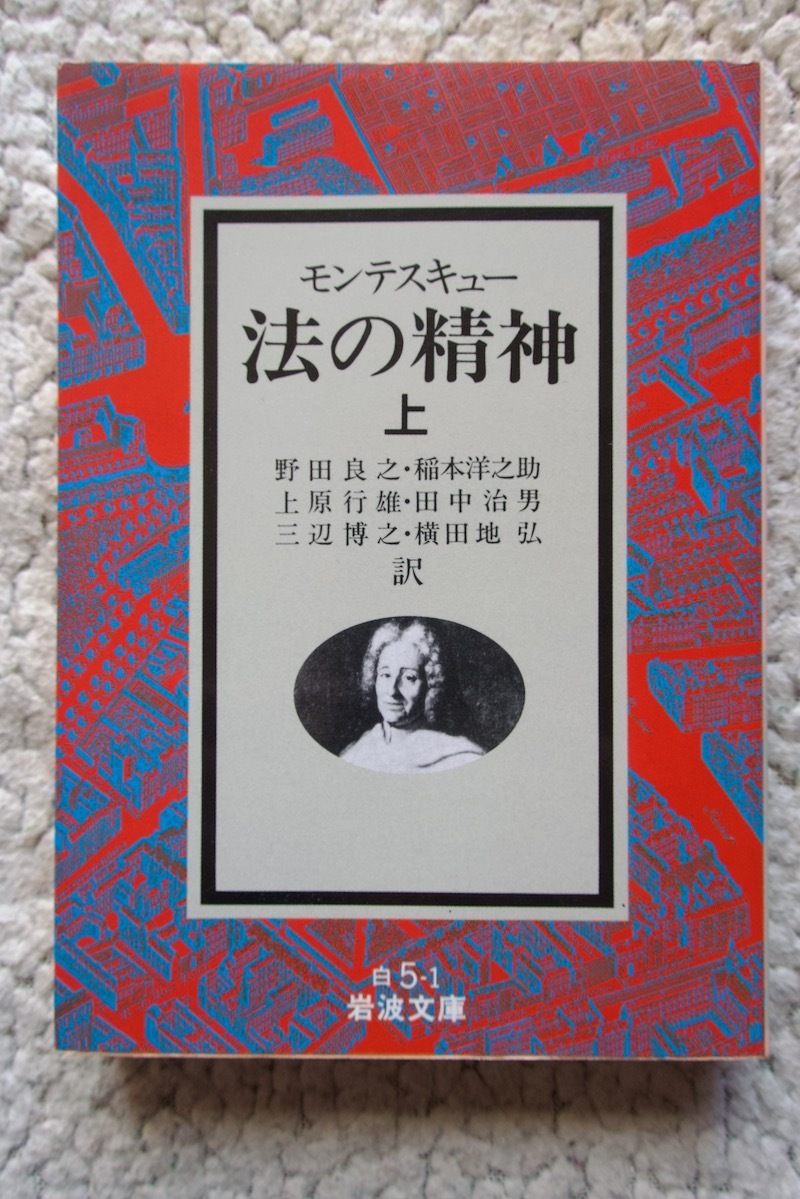 モンテスキュー
法の精神
上
野田良之・稲本洋之助
上原行雄・田中治男
三辺博之・横田地弘
訳
白5-1
岩波文庫